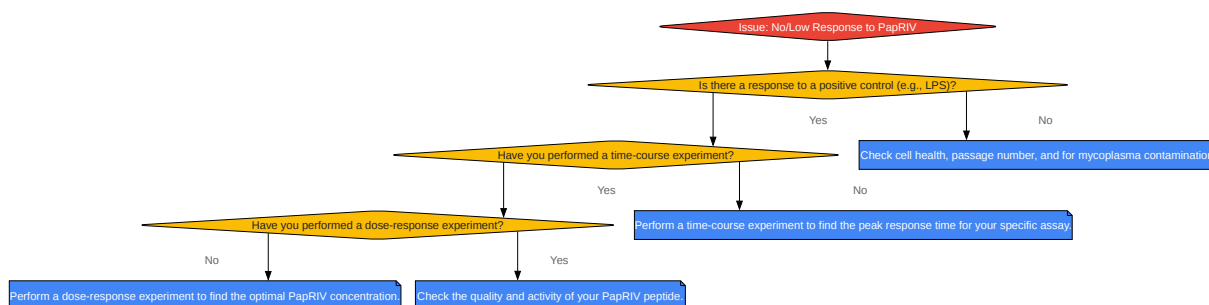 Issue: No/Low Response to PapRIV
Is there a response to a positive control (e.g., LPS)?
Yes
No
Have you performed a time-course experiment?
Check cell health, passage number, and for mycoplasma contamination
Yes
No
Have you performed a dose-response experiment?
Perform a time-course experiment to find the peak response time for your specific assay.
No
Yes
Perform a dose-response experiment to find the optimal PapRIV concentration.
Check the quality and activity of your PapRIV peptide.